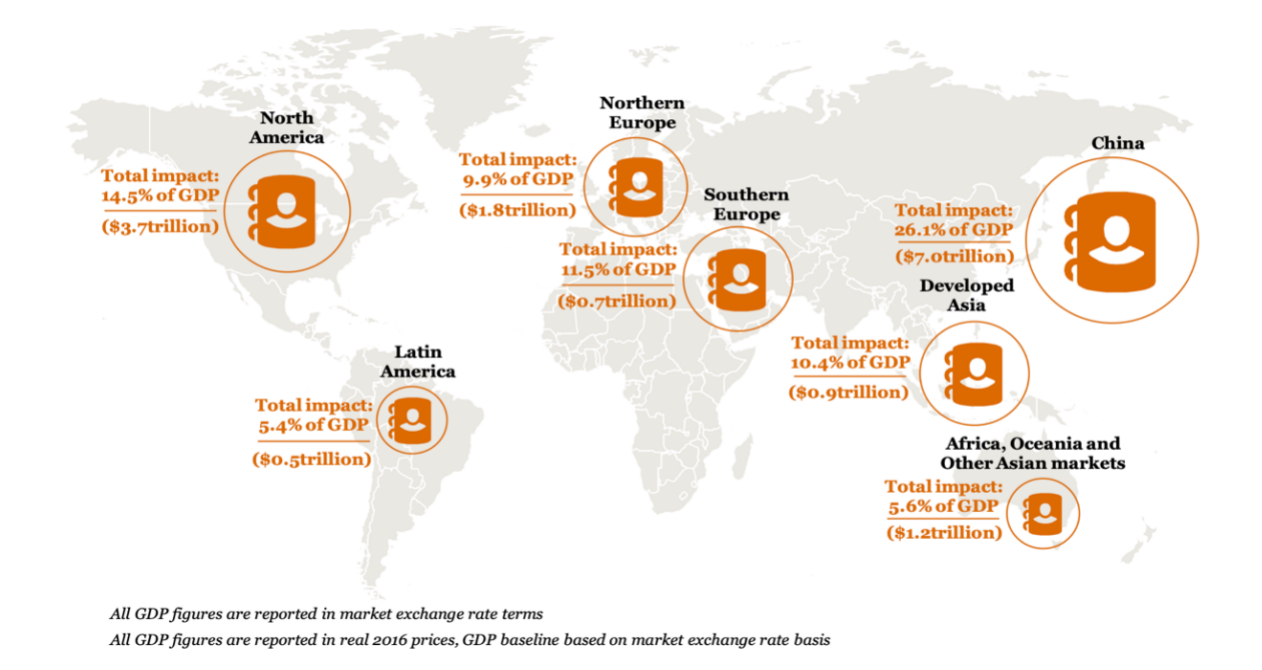 North
America
Total impact:
14.5% of GDP
($3.7trillion)
Northern
Europe
Total impact:
9.9% of GDP
($1.8trillion)
Southern
Europe
Total impact:
11.5% of GDP
($0.7trillion)
China
Total impact:
26.1% of GDP
($7.0trillion)
Developed
Asia
Total impact:
10.4% of GDP
($0.9trillion)
Latin
America
Total impact:
5.4% of GDP
($0.5trillion)
Africa, Oceania and
Other Asian markets
Total impact:
5.6% of GDP
($1.2trillion)
All GDP figures are reported in market exchange rate terms
All GDP figures are reported in real 2016 prices, GDP baseline based on market exchange rate basis